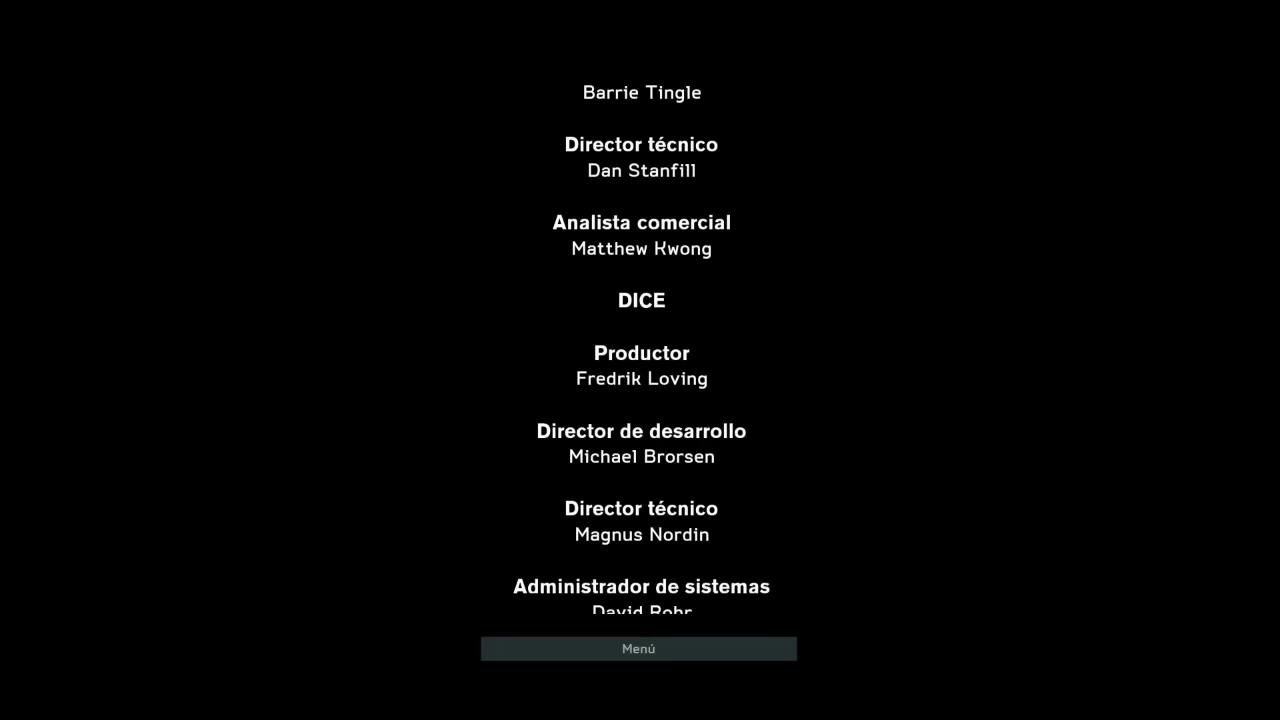 Barrie Tingle
Director técnico
Dan Stanfill
Analista comercial
Matthew Kwong
DICE
Productor
Fredrik Loving
Director de desarrollo
Michael Brorsen
Director técnico
Magnus Nordin
Administrador de sistemas
David
Menú